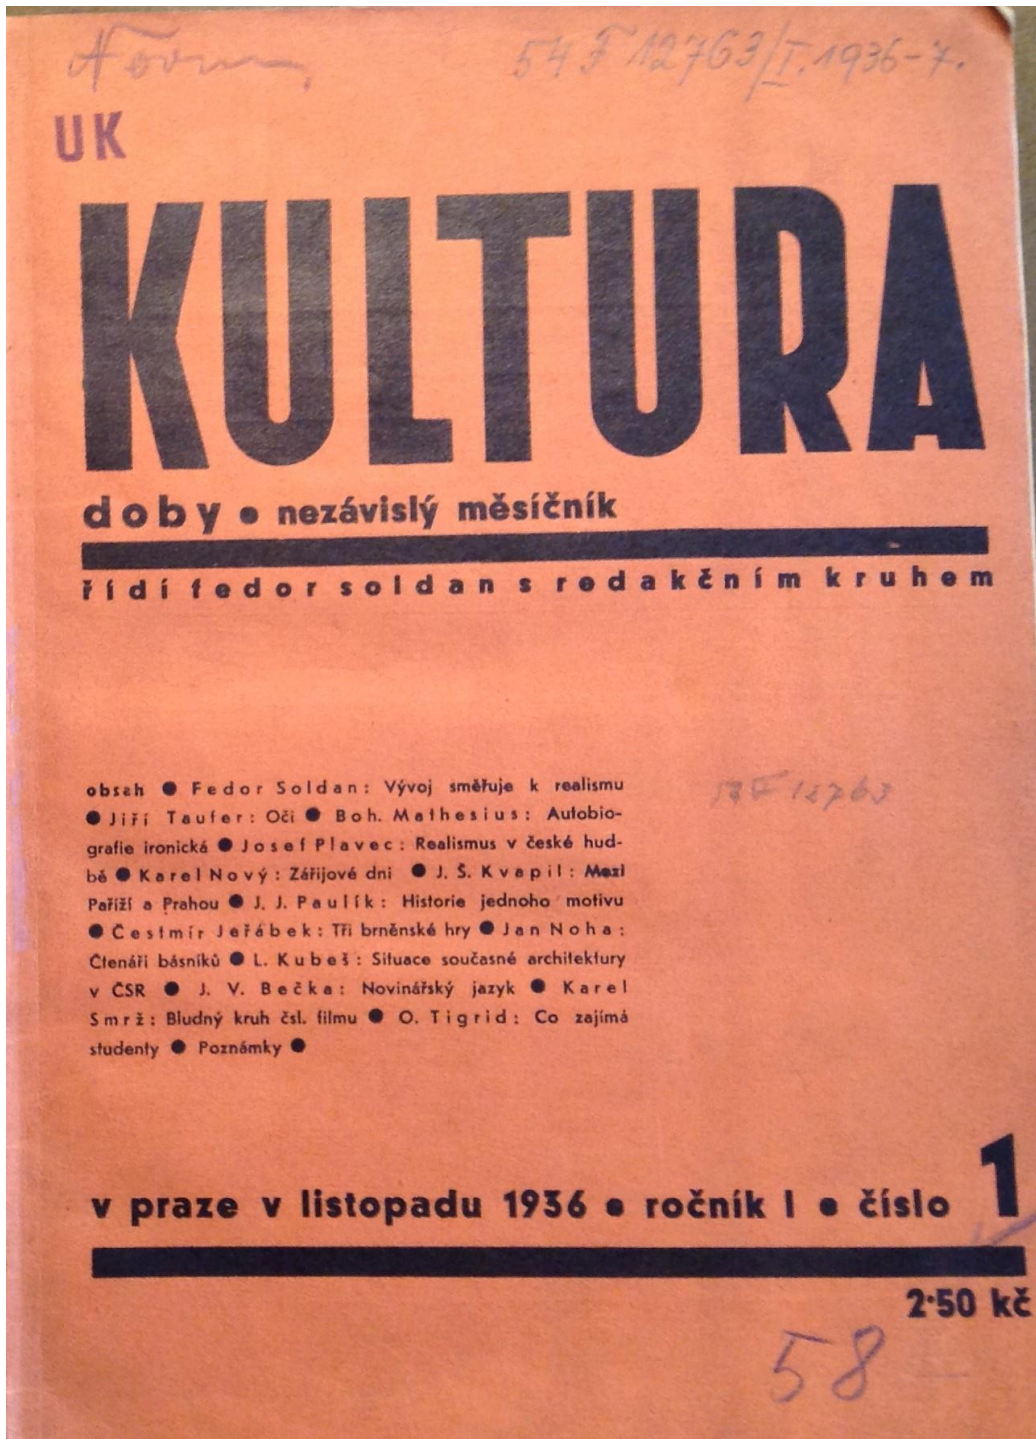 54 F 12763/I. 1936-7.
UK
KULTURA
doby • nezávislý měsíčník
řídí fedor soldan s redakčním kruhem
obsah ● Fedor Soldan: Vývoj směřuje k realismu
● Jiří Taufer: Oči ● Boh. Mathesius: Autobio-
grafie ironická ● Josef Plavec: Realismus v české hud-
bě ● Karel Nový: Zářijové dni ● J. Š. Kvapil: Mezi
Paříží a Prahou ● J. J. Paulík: Historie jednoho motivu
● Čestmír Jeřábek: Tři brněnské hry ● Jan Noha:
Čtenáři básníků ● L. Kubeš: Situace současné architektury
v ČSR ● J. V. Bečka: Novinářský jazyk ● Karel
Smrž: Bludný kruh čsl. filmu ● O. Tigrid: Co zajímá
studenty ● Poznámky ●
v praze v listopadu 1936 • ročník I • číslo 1
2·50 kč
58